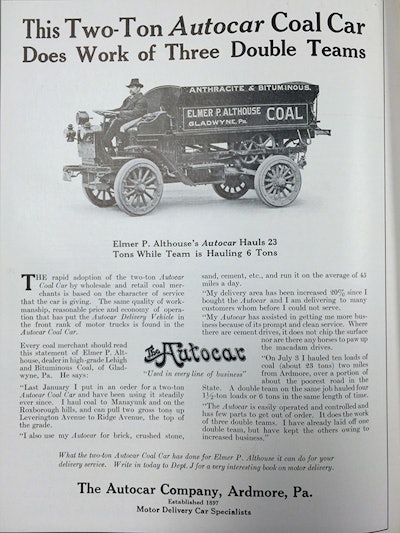 This Two-Ton Autocar Coal Car
Does Work of Three Double Teams
ANTHRACITE & BITUMINOUS.
ELMER P. ALTHOUSE
GLADWYNE, PA.
COAL
Elmer P. Althouse's Autocar Hauls 23
Tons While Team is Hauling 6 Tons
THE rapid adoption of the two-ton Autocar
Coal Car by wholesale and retail coal mer-
chants is based on the character of service
that the car is giving. The same quality of work-
manship, reasonable price and economy of opera-
tion that has put the Autocar Delivery Vehicle in
the front rank of motor trucks is found in the
Autocar Coal Car.
Every coal merchant should read
this statement of Elmer P. Alt-
house, dealer in high-grade Lehigh
and Bituminous Coal, of Glad-
wyne, Pa. He says:
"Last January I put in an order for a two-ton
Autocar Coal Car and have been using it steadily
ever since. I haul coal to Manayunk and on the
Roxborough hills, and can pull two gross tons up
Leverington Avenue to Ridge Avenue, the top of
the grade.
"I also use my Autocar for brick, crushed stone,
The Autocar
"Used in every line of business"
sand, cement, etc., and run it on the average of 45
miles a day.
"My delivery area has been increased 20% since I
bought the Autocar and I am delivering to many
customers whom before I could not serve.
"My Autocar has assisted in getting me more bus-
iness because of its prompt and clean service. Where
there are cement drives, it does not chip the surface
nor are there any horses to paw up
the macadam drives.
"On July 3 I hauled ten loads of
coal (about 23 tons) two miles
from Ardmore, over a portion of
about the poorest road in the
State. A double team on the same job hauled four
1½-ton loads or 6 tons in the same length of time.
"The Autocar is easily operated and controlled and
has few parts to get out of order. It does the work
of three double teams. I have already laid off one
double team, but have kept the others owing to
increased business."
What the two-ton Autocar Coal Car has done for Elmer P. Althouse it can do for your
delivery service. Write in today to Dept. J for a very interesting book on motor delivery.
The Autocar Company, Ardmore, Pa.
Established 1897
Motor Delivery Car Specialists